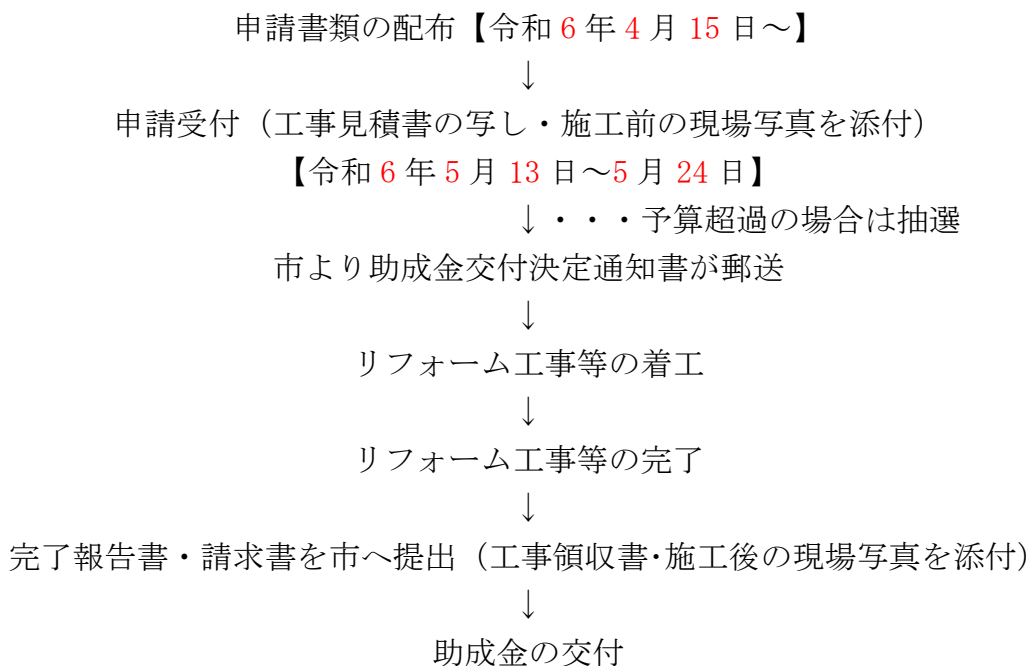 申請書類の配布【令和 6 年 4 月 15 日～】
↓
申請受付（工事見積書の写し・施工前の現場写真を添付）
【令和 6 年 5 月 13 日～5 月 24 日】
↓・・・予算超過の場合は抽選
市より助成金交付決定通知書が郵送
↓
リフォーム工事等の着工
↓
リフォーム工事等の完了
↓
完了報告書・請求書を市へ提出（工事領収書･施工後の現場写真を添付）
↓
助成金の交付